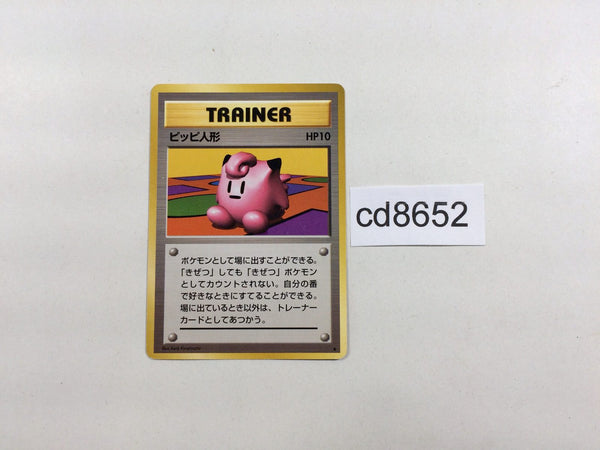 TRAINER
ピッピ人形 HP10
ポケモンとして場に出すことができる。
「きぜつ」しても「きぜつ」ポケモン
としてカウントされない。自分の番
で好きなときにすてることができる。
場に出ているとき以外は、トレーナー
カードとしてあつかう。
cd8652